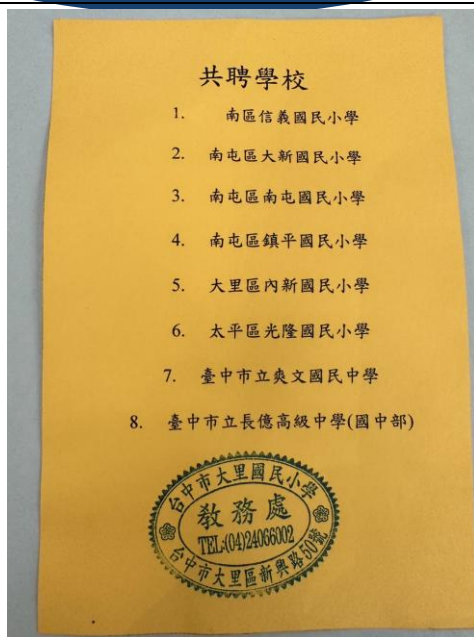 共聘學校
1. 南區信義國民小學
2. 南屯區大新國民小學
3. 南屯區南屯國民小學
4. 南屯區鎮平國民小學
5. 大里區內新國民小學
6. 太平區光隆國民小學
7. 臺中市立爽文國民中學
8. 臺中市立長億高級中學(國中部)
台中市大里國民小學
教務處
TEL:(04)24066002
台中市大里區新興路50號